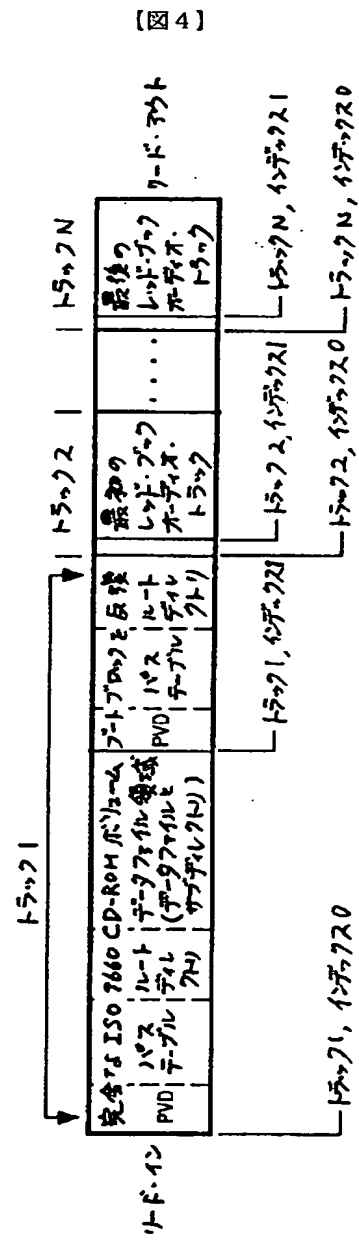 【図4】
トラック1
トラック2
トラックN
リード・イン
完全なISO 9660 CD-ROMボリューム
PVD
パス
テーブル
ルート
ディレ
クトリ
データファイル領域
(データファイルと
サブディレクトリ)
ブートブロックと反復
PVD
パス
テーブル
ルート
ディレ
クトリ
最初の
レッド・ブック
オーディオ・
トラック
・・・・
最後の
レッド・ブック
オーディオ・
トラック
リード・アウト
トラック1, インデックス0
トラック1, インデックス1
トラック2, インデックス0
トラック2, インデックス1
トラックN, インデックス0
トラックN, インデックス1